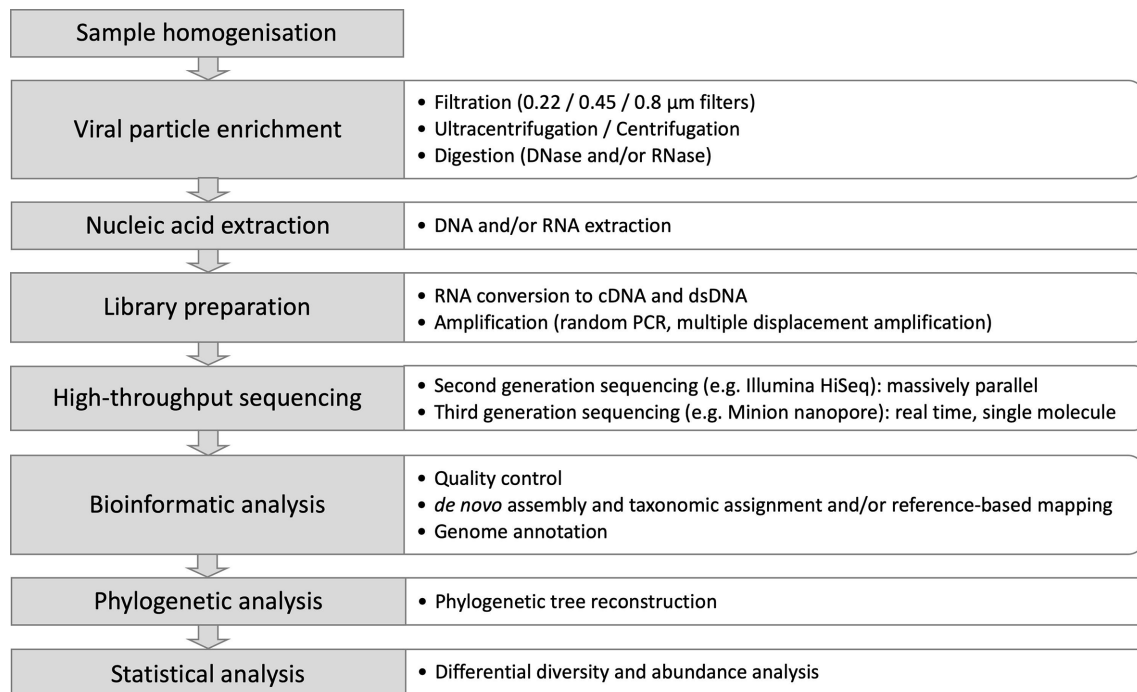 Sample homogenisation
Viral particle enrichment
• Filtration (0.22 / 0.45 / 0.8 µm filters)
• Ultracentrifugation / Centrifugation
• Digestion (DNase and/or RNase)
Nucleic acid extraction
• DNA and/or RNA extraction
Library preparation
• RNA conversion to cDNA and dsDNA
• Amplification (random PCR, multiple displacement amplification)
High-throughput sequencing
• Second generation sequencing (e.g. Illumina HiSeq): massively parallel
• Third generation sequencing (e.g. Minion nanopore): real time, single molecule
Bioinformatic analysis
• Quality control
• de novo assembly and taxonomic assignment and/or reference-based mapping
• Genome annotation
Phylogenetic analysis
• Phylogenetic tree reconstruction
Statistical analysis
• Differential diversity and abundance analysis